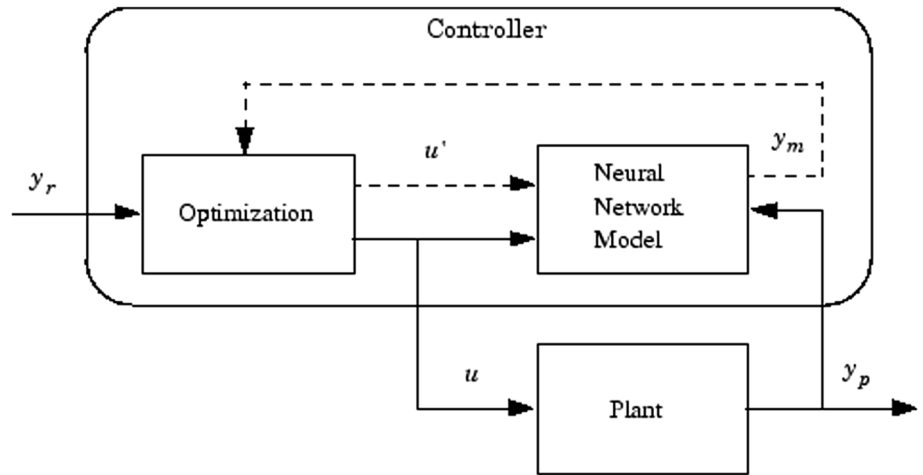 Controller
u'
y_m
y_r
Optimization
Neural
Network
Model
u
Plant
y_p